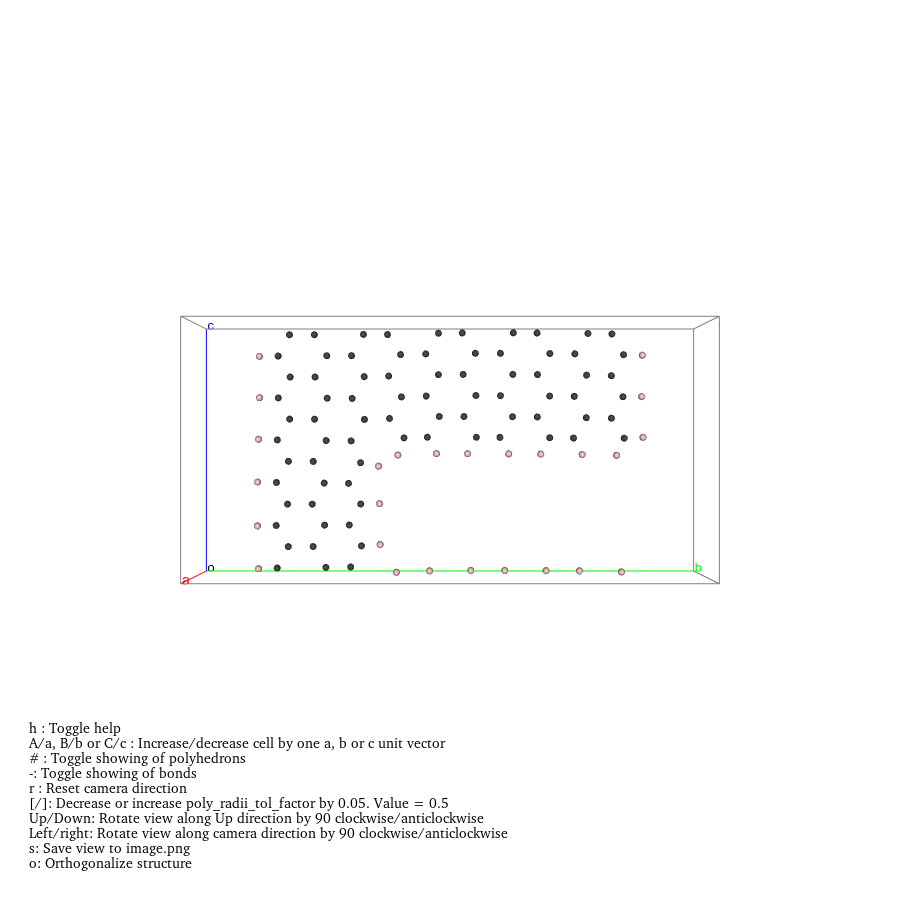 c
o
a
b
h : Toggle help
A/a, B/b or C/c : Increase/decrease cell by one a, b or c unit vector
# : Toggle showing of polyhedrons
-: Toggle showing of bonds
r : Reset camera direction
[/]: Decrease or increase poly_radii_tol_factor by 0.05. Value = 0.5
Up/Down: Rotate view along Up direction by 90 clockwise/anticlockwise
Left/right: Rotate view along camera direction by 90 clockwise/anticlockwise
s: Save view to image.png
o: Orthogonalize structure